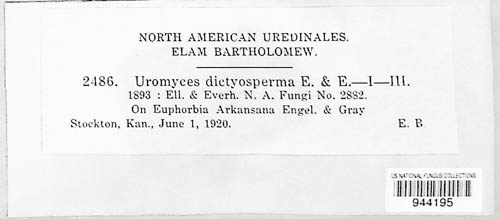 NORTH AMERICAN UREDINALES.
ELAM BARTHOLOMEW.
2486. Uromyces dictyosperma E. & E.—I—III.
1893 : Ell. & Everh. N. A. Fungi No. 2882.
On Euphorbia Arkansana Engel. & Gray
Stockton, Kan., June 1, 1920. E. B
US NATIONAL FUNGUS COLLECTIONS
944195